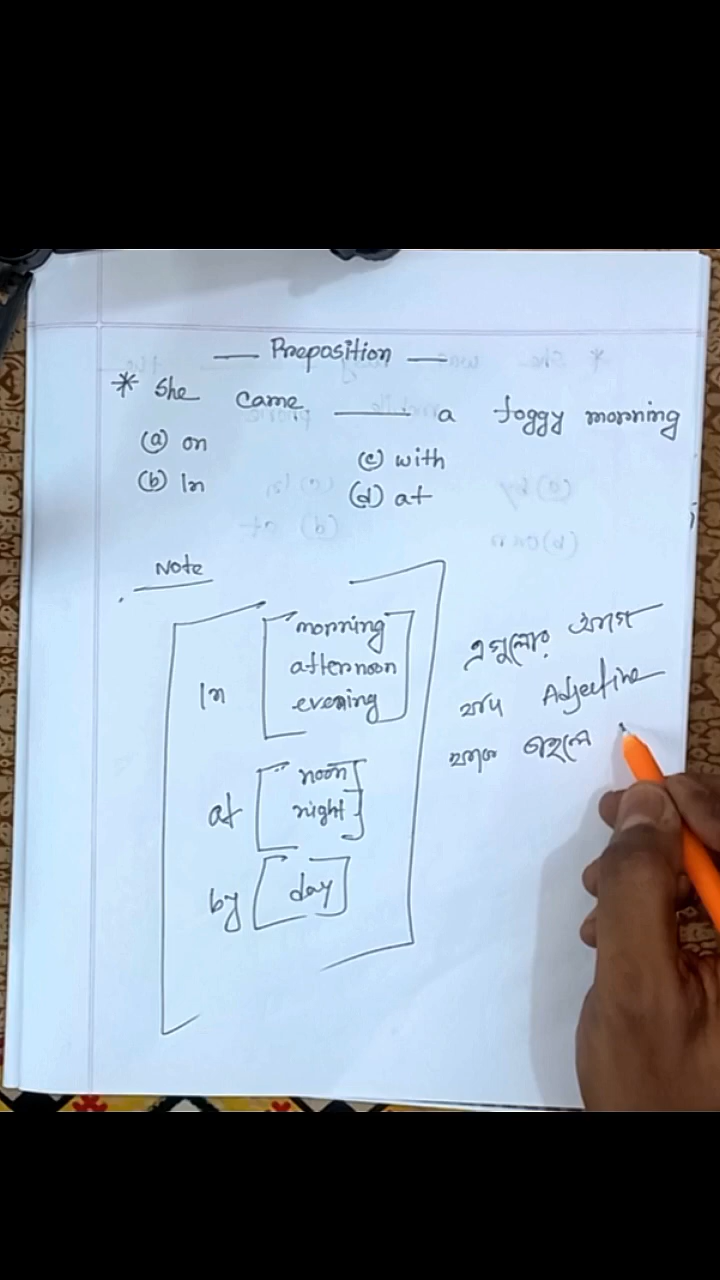 Preposition
* She came ____ a foggy morning
(a) on
(c) with
(b) In
(d) at
Note
In
morning
afternoon
evening
at
noon
night
by
day
এগুলোর আগে
যদি Adjective
থাকে তাহলে